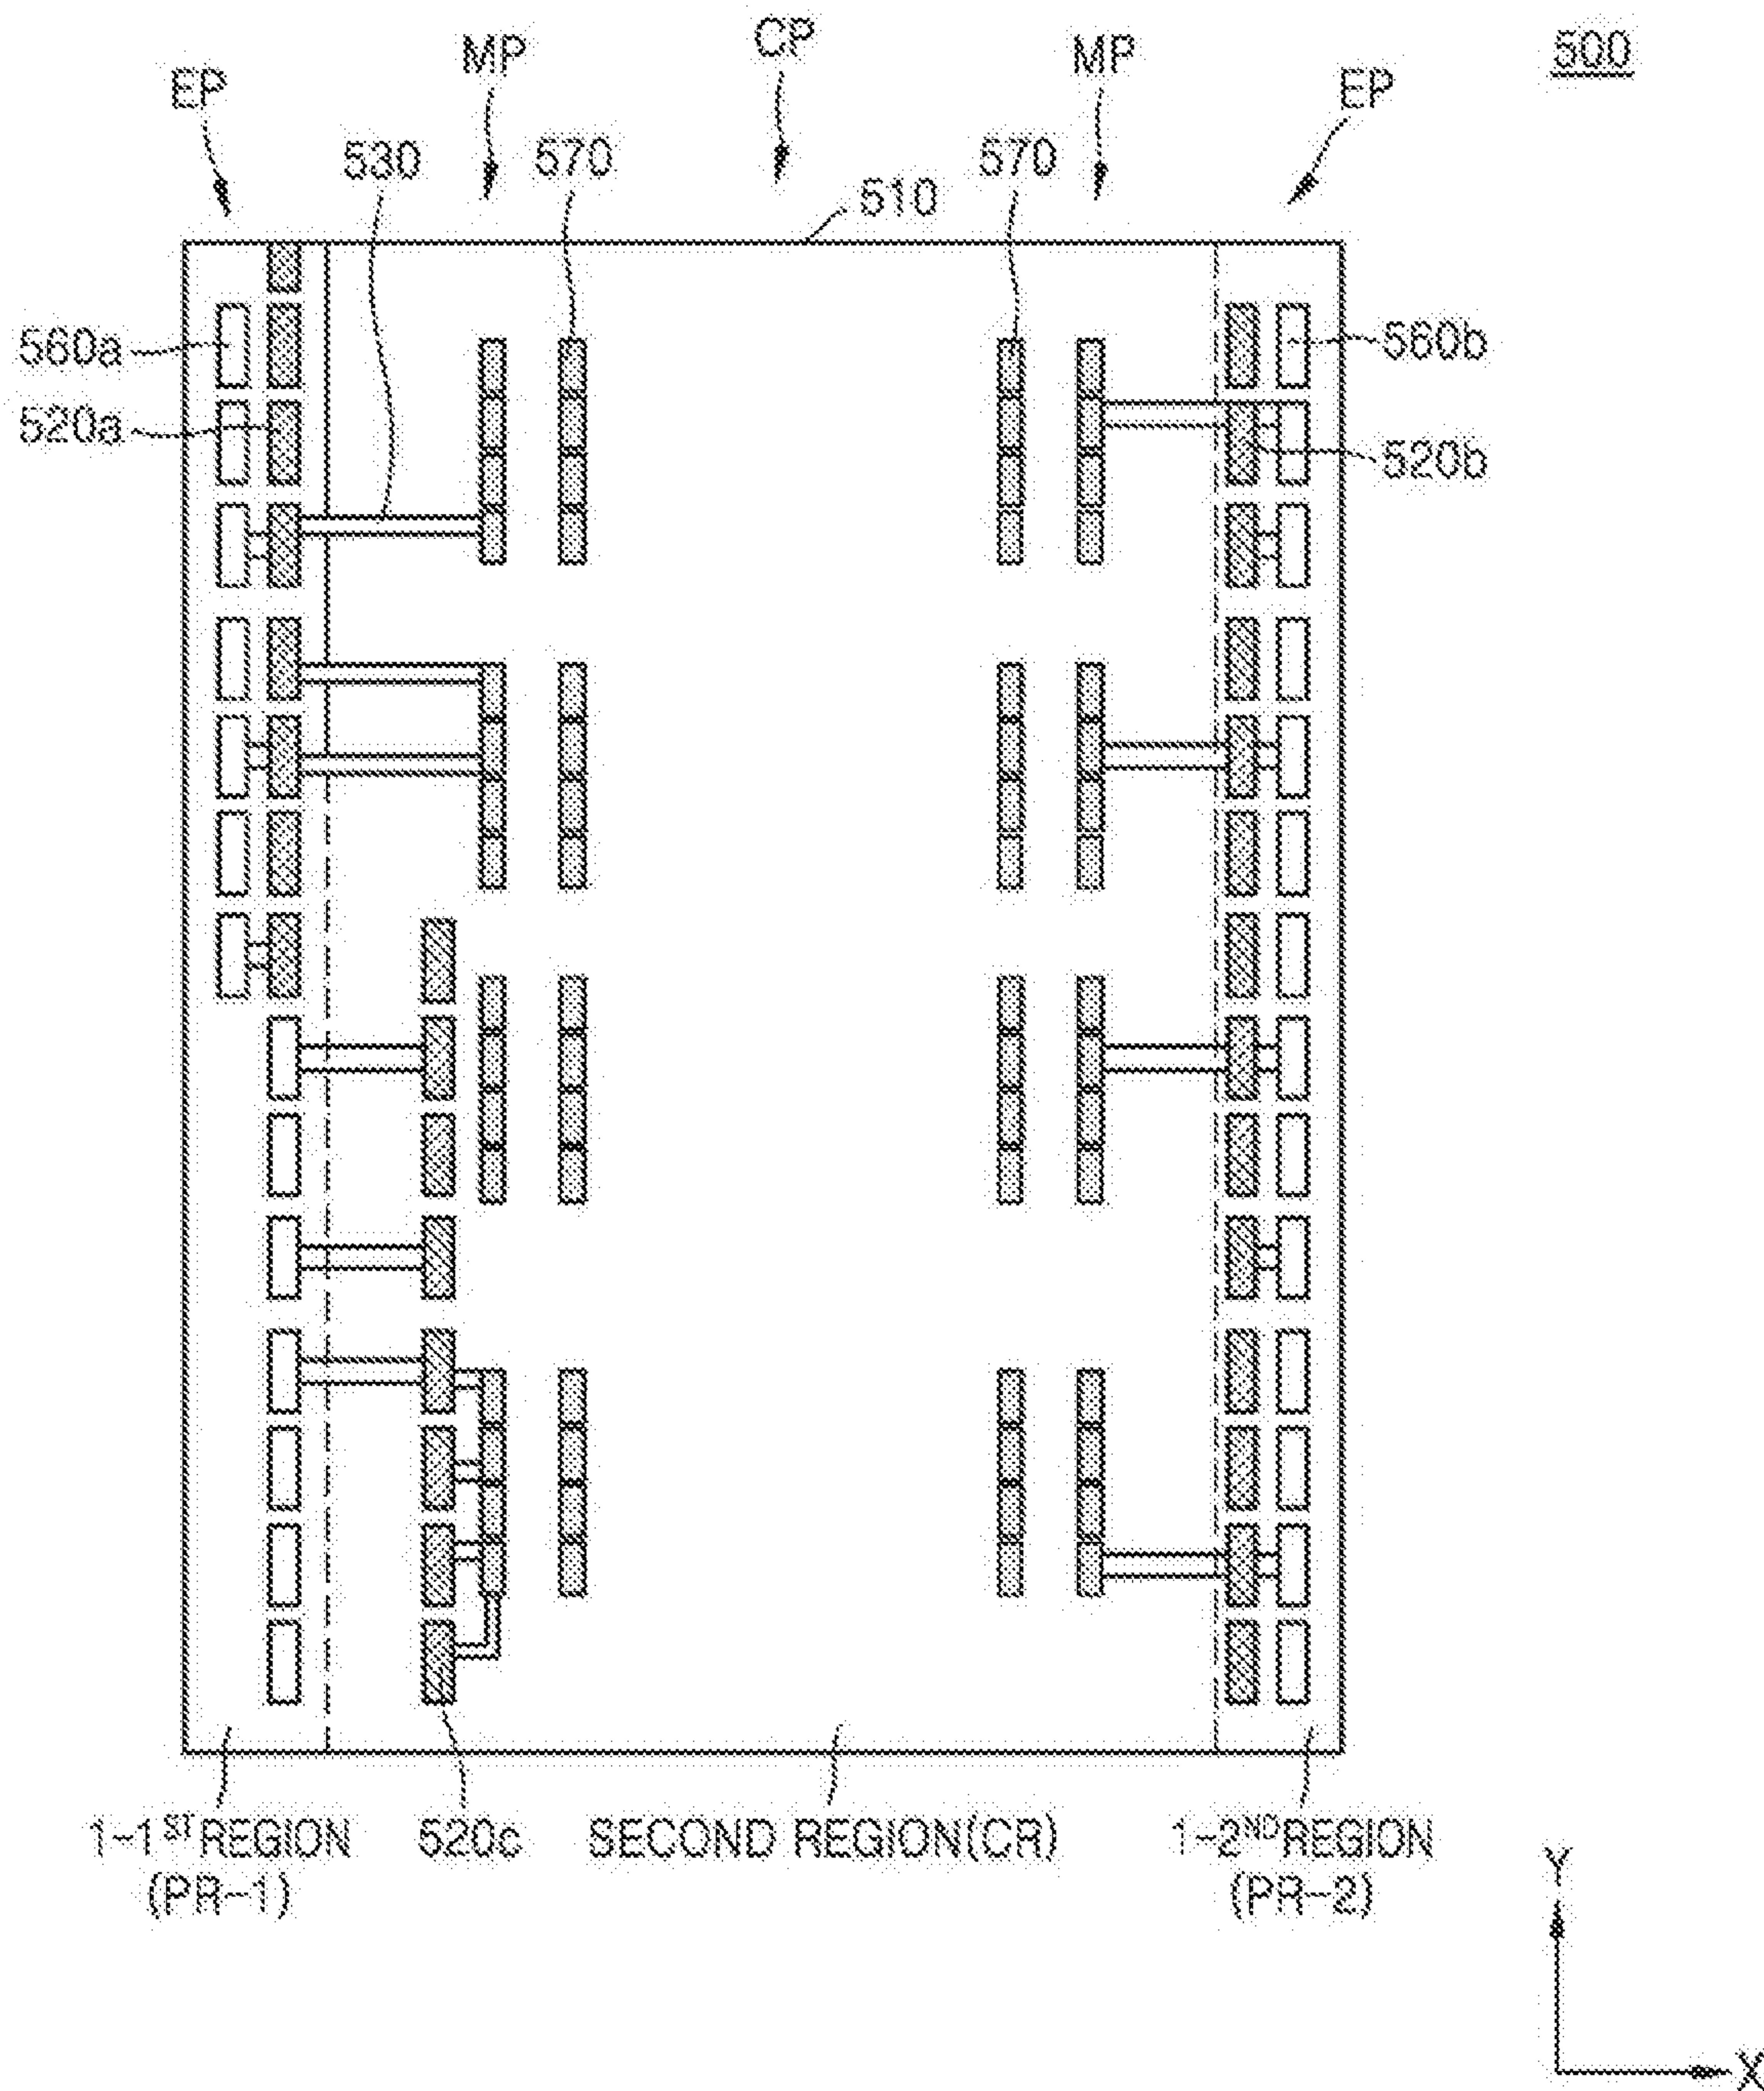 500
EP
MP
CP
MP
EP
530
570
510
570
560a
520a
560b
520b
1-1ST REGION
(PR-1)
520c
SECOND REGION(CR)
1-2ND REGION
(PR-2)
Y
X